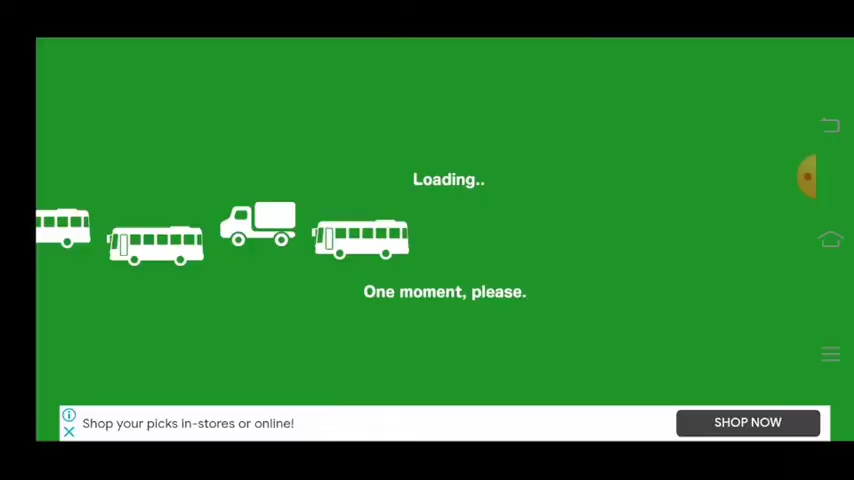 Loading..
One moment, please.
Shop your picks in-stores or online!
SHOP NOW